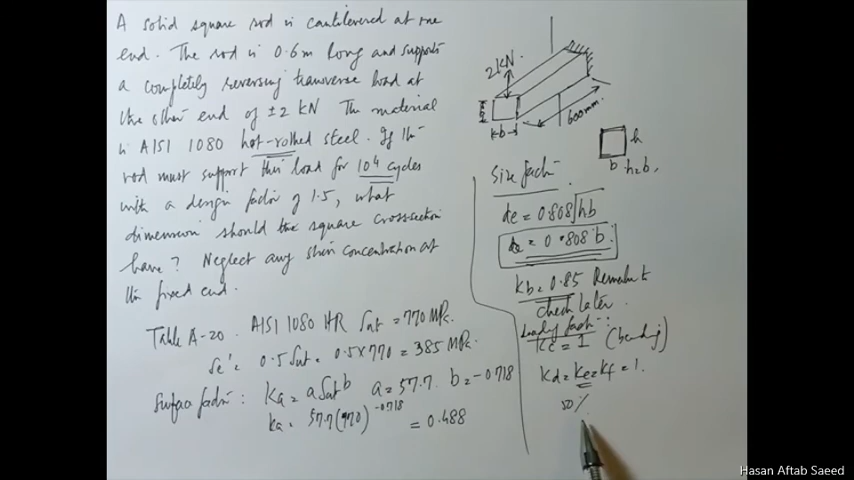 A solid square rod is cantilevered at one
end. The rod is 0.6m long and supports
a completely reversing transverse load at
the other end of ±2 kN The material
is AISI 1080 hot-rolled steel. If the
rod must support this load for 10^4 cycles
with a design factor of 1.5, what
dimension should the square cross-section
have? Neglect any stress concentration at
the fixed end.
Table A-20. AISI 1080 HR Sut = 770 MPa.
Se' = 0.5 Sut = 0.5x770 = 385 MPa.
Surface factor: Ka = a Sut^b a = 57.7. b = -0.718
Ka = 57.7(770)^-0.718 = 0.488
2KN.
600mm.
b
h
b h=b,
Size factor
de = 0.808√hb
de = 0.808 b.
Kb = 0.85 Remember to
check later.
Loading factor:
Kc = 1 (bending)
Kd = Ke = Kf = 1.
50%
Hasan Aftab Saeed